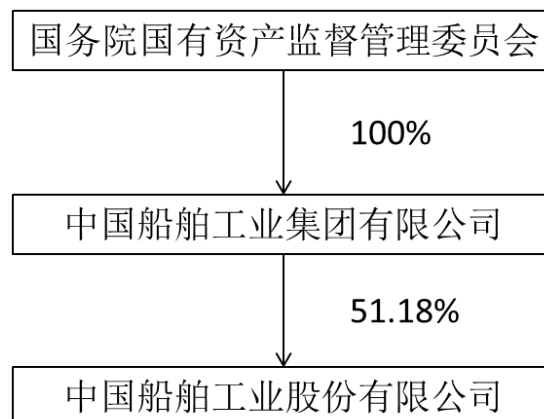 国务院国有资产监督管理委员会
100%
中国船舶工业集团有限公司
51.18%
中国船舶工业股份有限公司